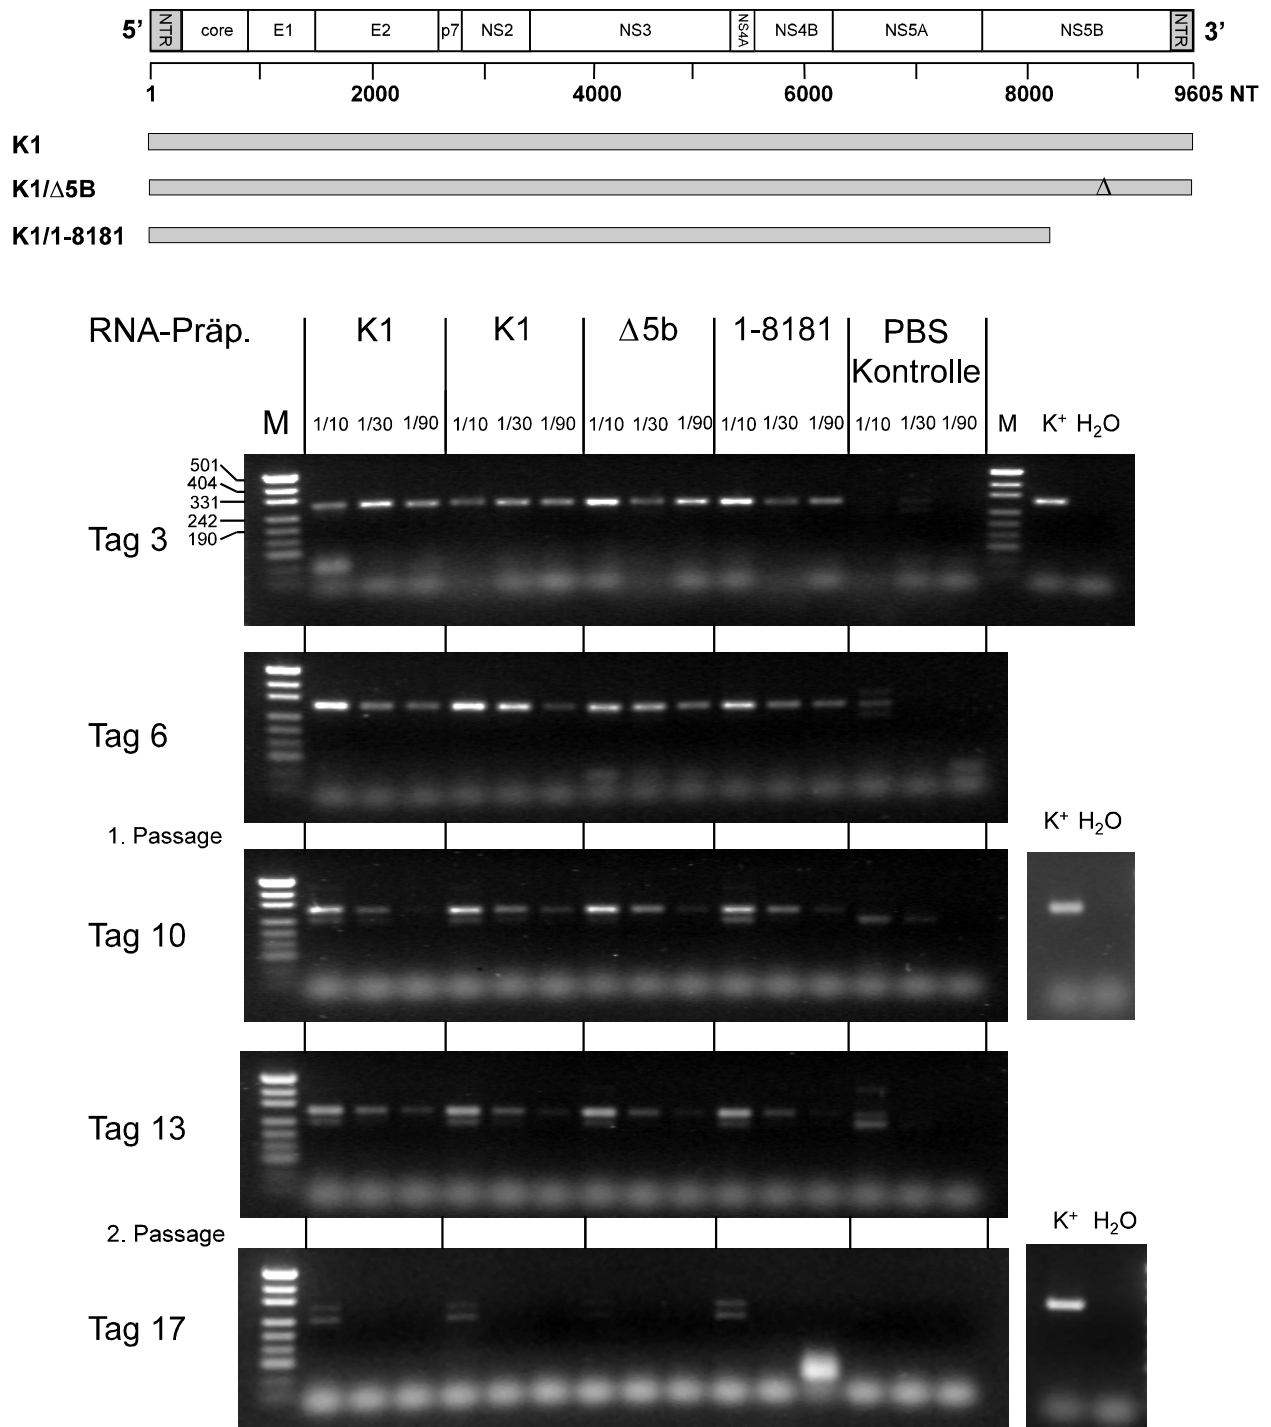 5’ NTR core E1 E2 p7 NS2 NS3 NS4A NS4B NS5A NS5B NTR 3’
1 2000 4000 6000 8000 9605 NT
K1
K1/Δ5B Δ
K1/1-8181
RNA-Präp. K1 K1 Δ5b 1-8181 PBS
Kontrolle
M 1/10 1/30 1/90 1/10 1/30 1/90 1/10 1/30 1/90 1/10 1/30 1/90 1/10 1/30 1/90 M K⁺ H₂O
501
404
331
242
190
Tag 3
Tag 6
1. Passage K⁺ H₂O
Tag 10
Tag 13
2. Passage K⁺ H₂O
Tag 17